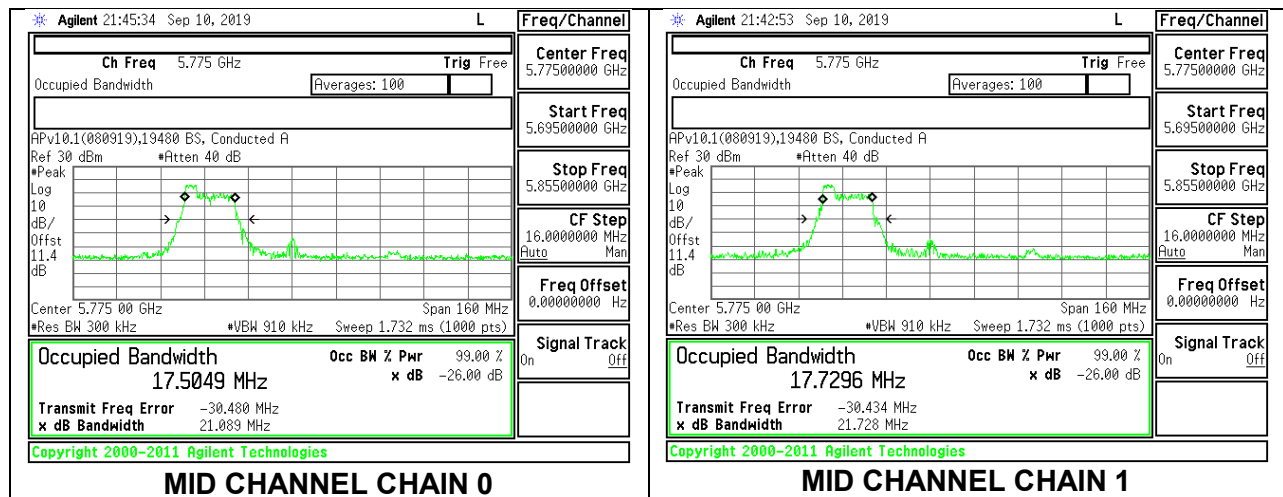 Agilent 21:45:34 Sep 10, 2019 L Freq/Channel
Ch Freq 5.775 GHz Trig Free
Occupied Bandwidth Averages: 100
APv10.1(080919),19480 BS, Conducted A
Ref 30 dBm #Atten 40 dB
#Peak
Log
10
dB/
Offst
11.4
dB
Center 5.775 00 GHz Span 160 MHz
#Res BW 300 kHz #VBW 910 kHz Sweep 1.732 ms (1000 pts)
Occupied Bandwidth Occ BW % Pwr 99.00 %
17.5049 MHz x dB -26.00 dB
Transmit Freq Error -30.480 MHz
x dB Bandwidth 21.089 MHz
Copyright 2000-2011 Agilent Technologies
Center Freq
5.77500000 GHz
Start Freq
5.69500000 GHz
Stop Freq
5.85500000 GHz
CF Step
16.0000000 MHz
Auto Man
Freq Offset
0.00000000 Hz
Signal Track
On Off
MID CHANNEL CHAIN 0
Agilent 21:42:53 Sep 10, 2019 L Freq/Channel
Ch Freq 5.775 GHz Trig Free
Occupied Bandwidth Averages: 100
APv10.1(080919),19480 BS, Conducted A
Ref 30 dBm #Atten 40 dB
#Peak
Log
10
dB/
Offst
11.4
dB
Center 5.775 00 GHz Span 160 MHz
#Res BW 300 kHz #VBW 910 kHz Sweep 1.732 ms (1000 pts)
Occupied Bandwidth Occ BW % Pwr 99.00 %
17.7296 MHz x dB -26.00 dB
Transmit Freq Error -30.434 MHz
x dB Bandwidth 21.728 MHz
Copyright 2000-2011 Agilent Technologies
Center Freq
5.77500000 GHz
Start Freq
5.69500000 GHz
Stop Freq
5.85500000 GHz
CF Step
16.0000000 MHz
Auto Man
Freq Offset
0.00000000 Hz
Signal Track
On Off
MID CHANNEL CHAIN 1